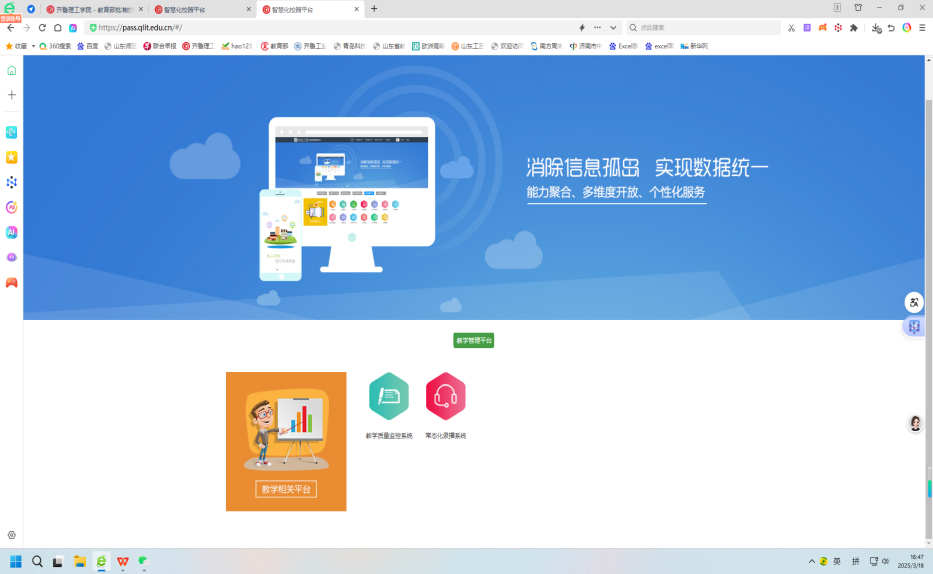 齐鲁理工学院 - 教育部批准的
智慧化校园平台
智慧化校园平台
登录账号
https://pass.qlit.edu.cn/#/
点此搜索
收藏
360搜索
百度
山东师范
联合举报
齐鲁理工
hao123
教育部
齐鲁工业
青岛科技
山东省教
山东工艺
欢迎访问
南方周末
济南市中
Excel表
excel表
新华网
消除信息孤岛 实现数据统一
能力聚合、多维度开放、个性化服务
教学管理平台
教学质量监控系统
常态化录播系统
教学相关平台
英
拼
16:47
2025/3/18